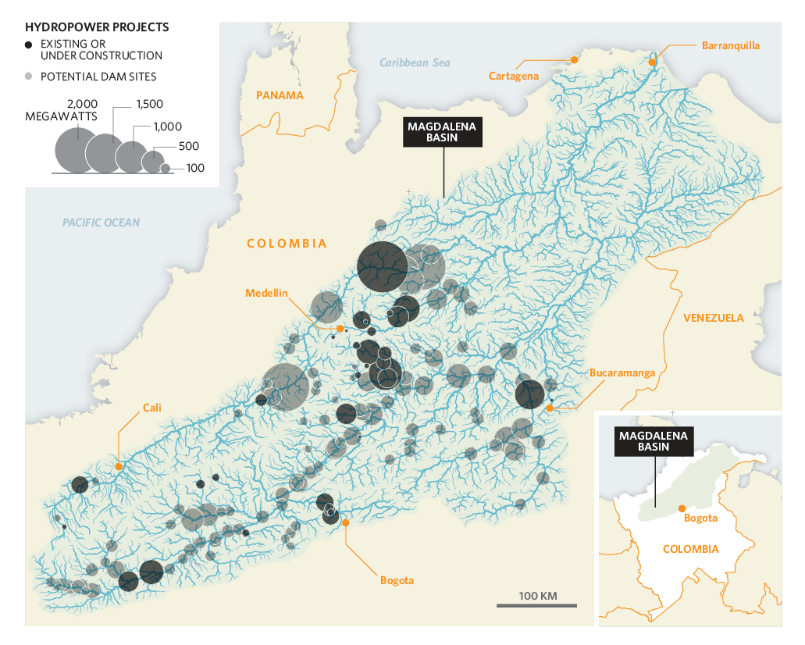 HYDROPOWER PROJECTS
EXISTING OR
UNDER CONSTRUCTION
POTENTIAL DAM SITES
2,000
MEGAWATTS
1,500
1,000
500
100
PANAMA
Caribbean Sea
Cartagena
Barranquilla
MAGDALENA
BASIN
PACIFIC OCEAN
COLOMBIA
Medellin
VENEZUELA
Bucaramanga
Cali
Bogota
100 KM
MAGDALENA
BASIN
Bogota
COLOMBIA